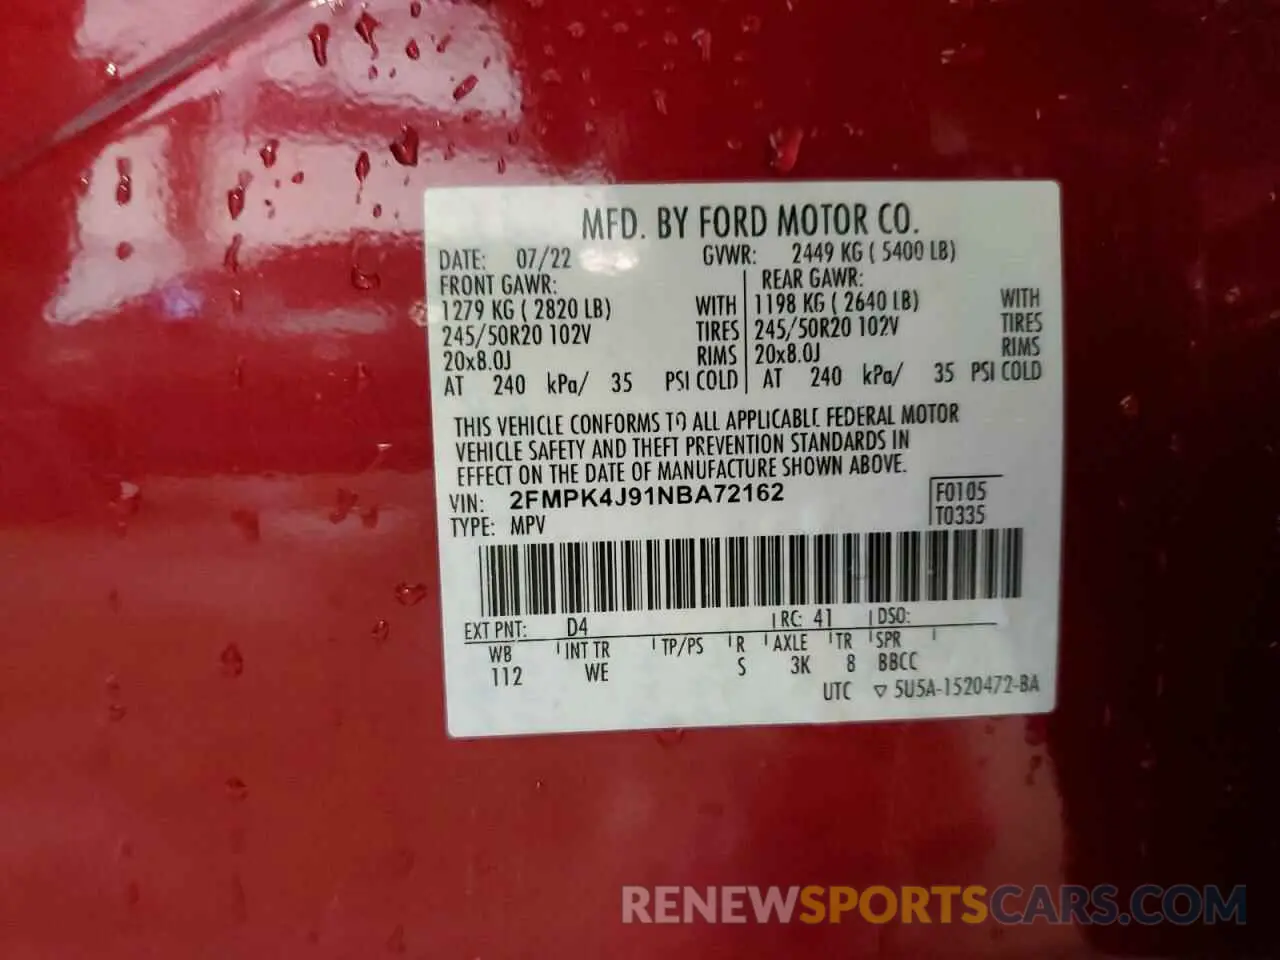 MFD. BY FORD MOTOR CO.
DATE: 07/22 GVWR: 2449 KG ( 5400 LB)
FRONT GAWR: REAR GAWR:
1279 KG ( 2820 LB) WITH 1198 KG ( 2640 LB) WITH
245/50R20 102V TIRES 245/50R20 102V TIRES
20x8.0J RIMS 20x8.0J RIMS
AT 240 kPa/ 35 PSI COLD AT 240 kPa/ 35 PSI COLD
THIS VEHICLE CONFORMS TO ALL APPLICABLE FEDERAL MOTOR
VEHICLE SAFETY AND THEFT PREVENTION STANDARDS IN
EFFECT ON THE DATE OF MANUFACTURE SHOWN ABOVE.
VIN: 2FMPK4J91NBA72162 F0105
TYPE: MPV T0335
EXT PNT: D4 RC: 41 DSO:
WB INT TR TP/PS R AXLE TR SPR
112 WE S 3K 8 BBCC
UTC ▽ 5U5A-1520472-BA
RENEWSPORTSCARS.COM